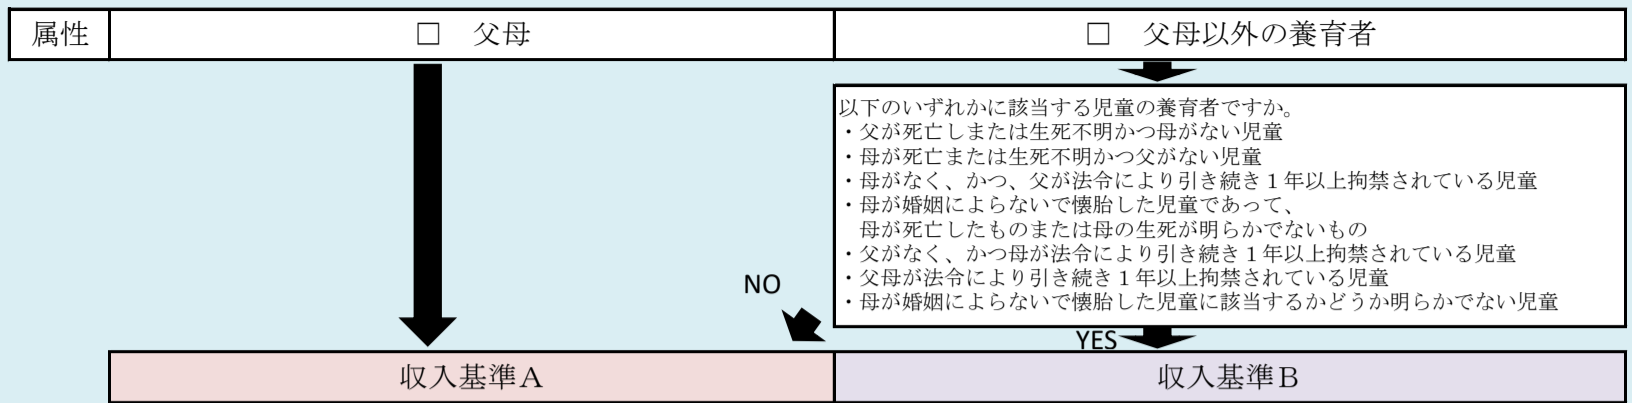 属性
□ 父母
□ 父母以外の養育者
以下のいずれかに該当する児童の養育者ですか。
・父が死亡しまたは生死不明かつ母がない児童
・母が死亡または生死不明かつ父がない児童
・母がなく、かつ、父が法令により引き続き１年以上拘禁されている児童
・母が婚姻によらないで懐胎した児童であって、
母が死亡したものまたは母の生死が明らかでないもの
・父がなく、かつ母が法令により引き続き１年以上拘禁されている児童
・父母が法令により引き続き１年以上拘禁されている児童
・母が婚姻によらないで懐胎した児童に該当するかどうか明らかでない児童
NO
YES
収入基準Ａ
収入基準Ｂ